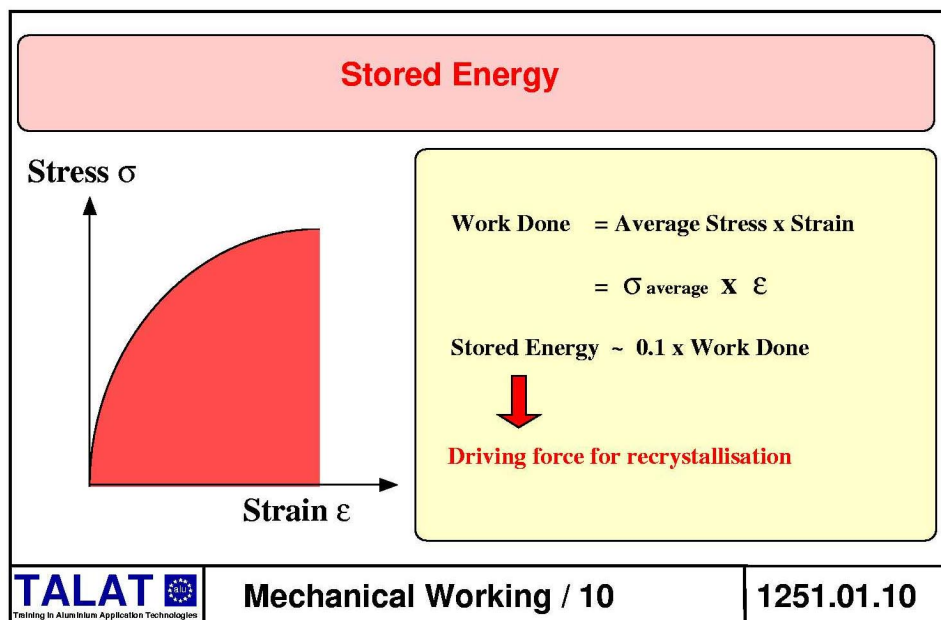 Stored Energy
Stress σ
Strain ε
Work Done = Average Stress x Strain
= σ average x ε
Stored Energy ~ 0.1 x Work Done
Driving force for recrystallisation
TALAT alu
Training in Aluminium Application Technologies
Mechanical Working / 10
1251.01.10